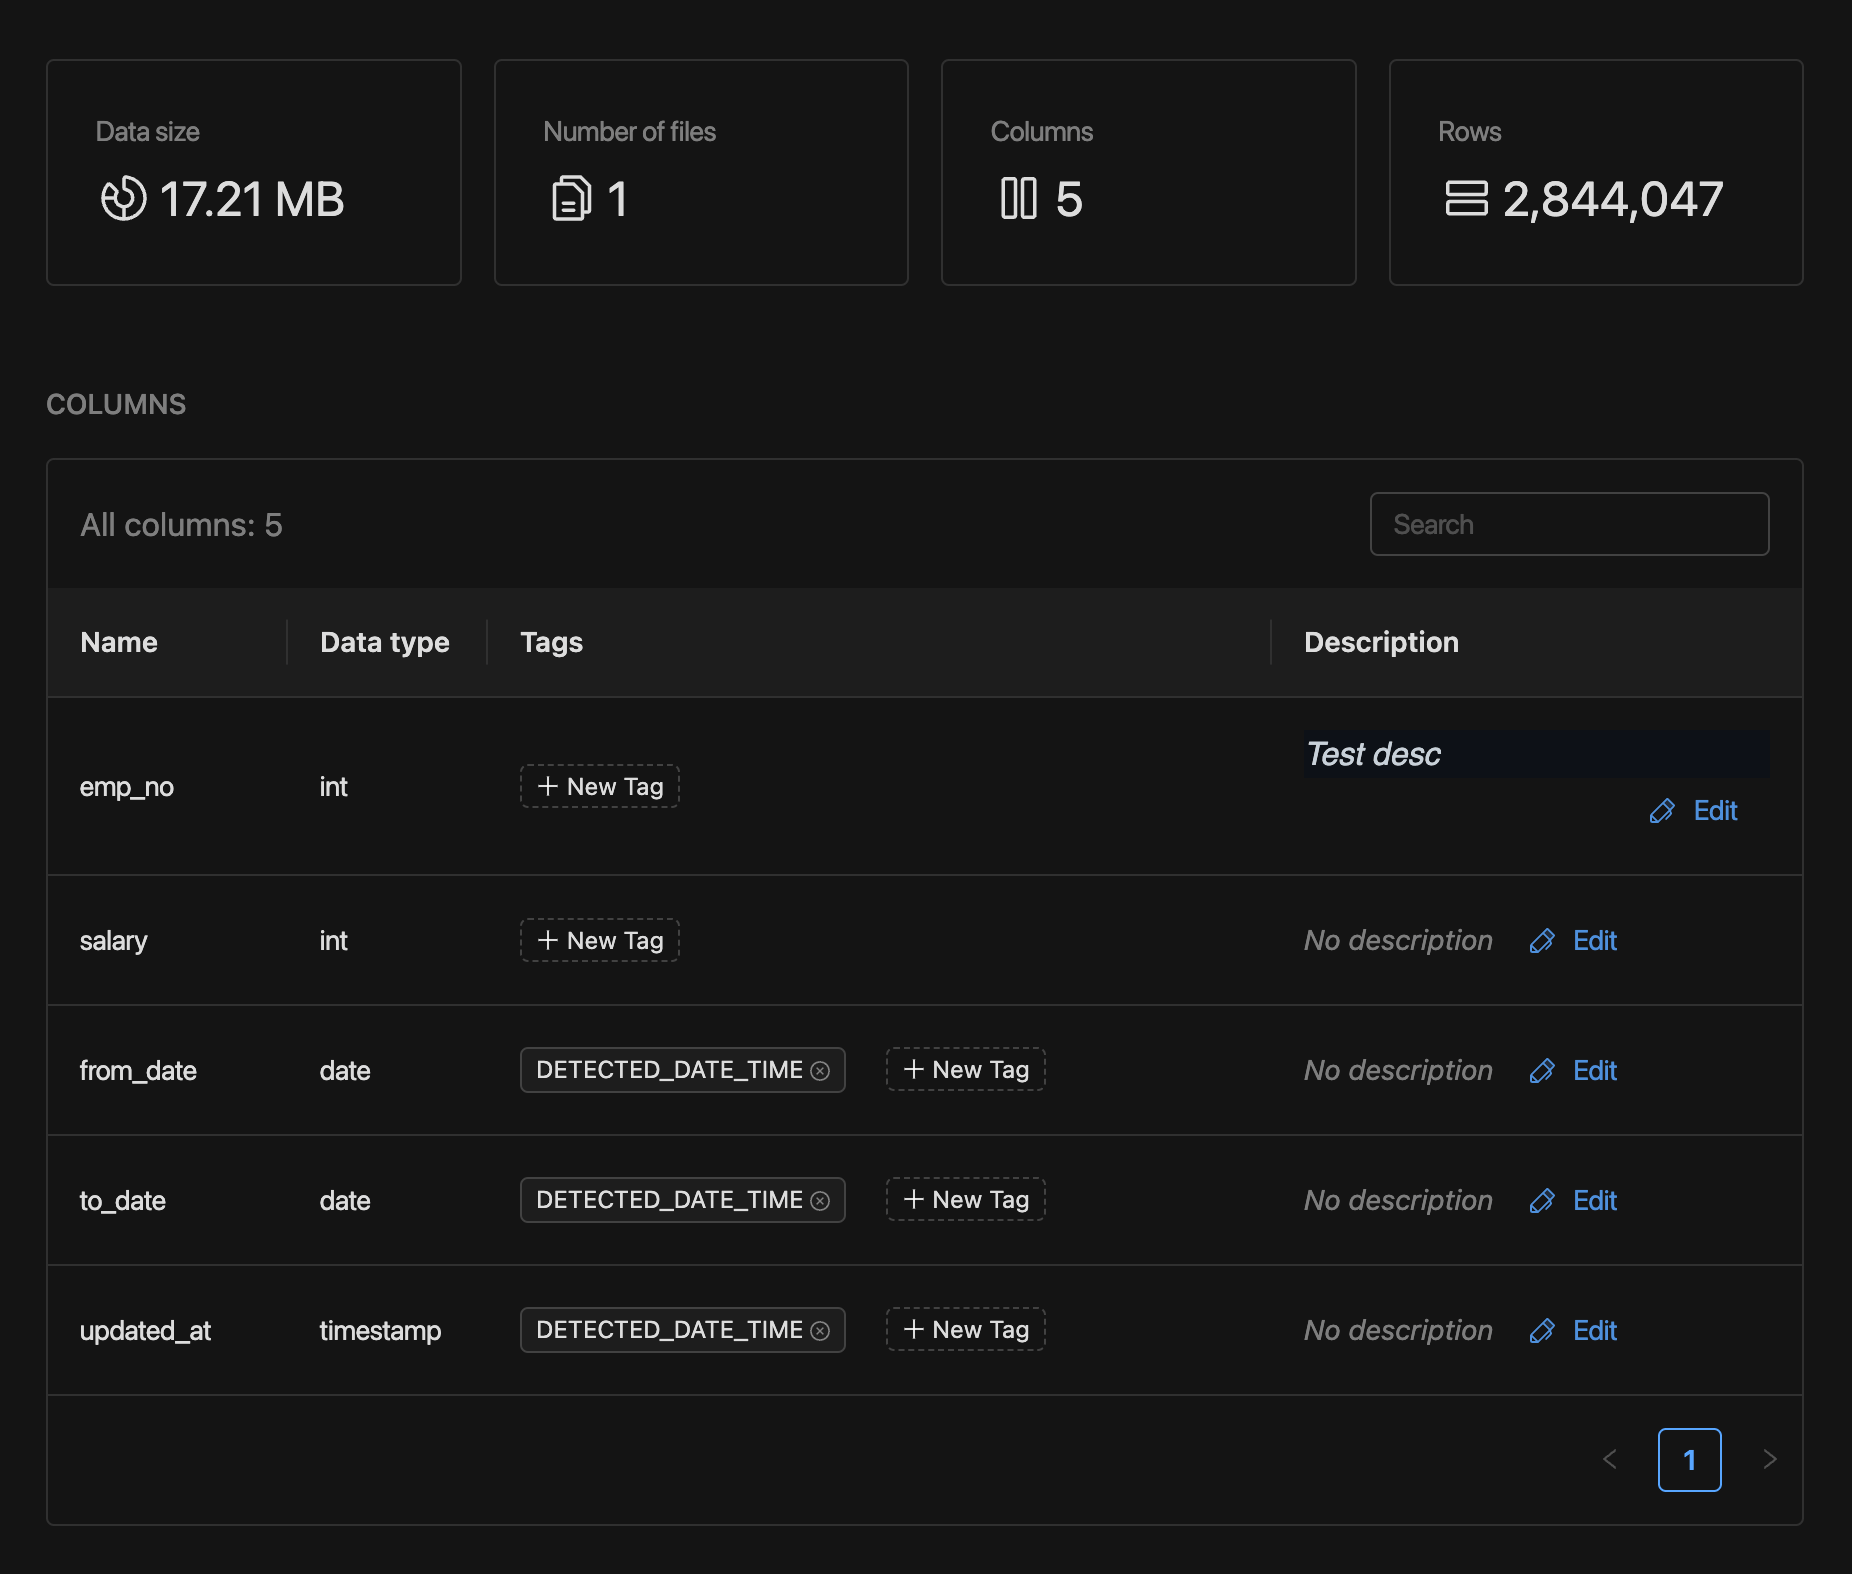 Data size
17.21 MB
Number of files
1
Columns
5
Rows
2,844,047
COLUMNS
All columns: 5
Search
Name Data type Tags Description
emp_no int + New Tag Test desc
Edit
salary int + New Tag No description Edit
from_date date DETECTED_DATE_TIME + New Tag No description Edit
to_date date DETECTED_DATE_TIME + New Tag No description Edit
updated_at timestamp DETECTED_DATE_TIME + New Tag No description Edit
< 1 >